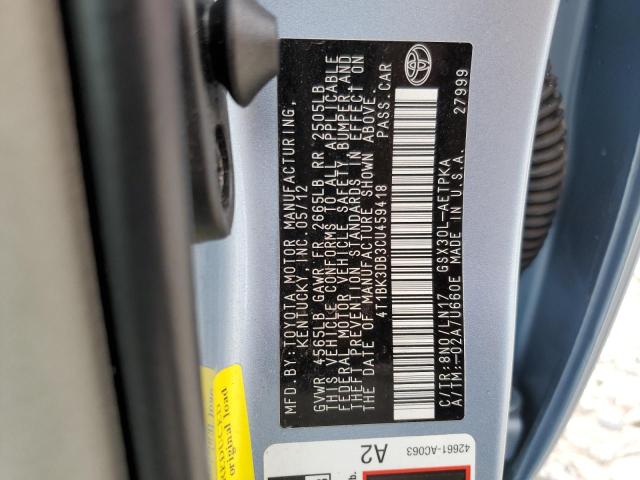 MFD. BY: TOYOTA MOTOR MANUFACTURING,
KENTUCKY, INC. 05/12
GVWR 4565LB GAWR FR 2665LB RR 2505LB
THIS VEHICLE CONFORMS TO ALL APPLICABLE
FEDERAL MOTOR VEHICLE SAFETY, BUMPER, AND
THEFT PREVENTION STANDARDS IN EFFECT ON
THE DATE OF MANUFACTURE SHOWN ABOVE.
4T1BK3DB3CU459418 PASS. CAR
C/TR: 8N0/LN17 GSX30L-AETPKA
A/TM: -02A/U660E MADE IN U.S.A. 27999
42661-AC063
A2
original load